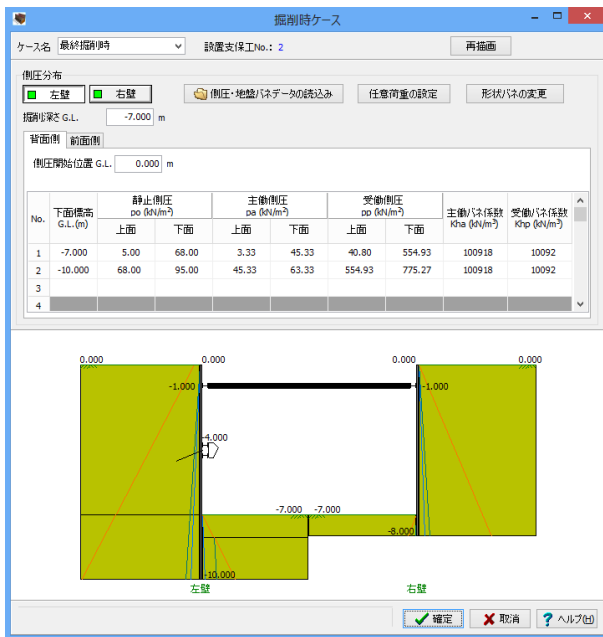 掘削時ケース
ケース名 最終掘削時 設置支保工No.: 2 再描画
側圧分布
左壁 右壁 側圧・地盤バネデータの読込み 任意荷重の設定 形状バネの変更
掘削深さ G.L. -7.000 m
背面側 前面側
側圧開始位置 G.L. 0.000 m
No. 下面標高 G.L.(m) 静止側圧 po (kN/m²) 主働側圧 pa (kN/m²) 受働側圧 pp (kN/m²) 主働バネ係数 Kha (kN/m³) 受働バネ係数 Khp (kN/m³)
上面 下面 上面 下面 上面 下面
1 -7.000 5.00 68.00 3.33 45.33 40.80 554.93 100918 10092
2 -10.000 68.00 95.00 45.33 63.33 554.93 775.27 100918 10092
3
4
0.000 0.000 0.000 0.000
-1.000 -1.000
-4.000
-7.000 -7.000
-8.000
-10.000
左壁 右壁
確定 取消 ヘルプ(H)